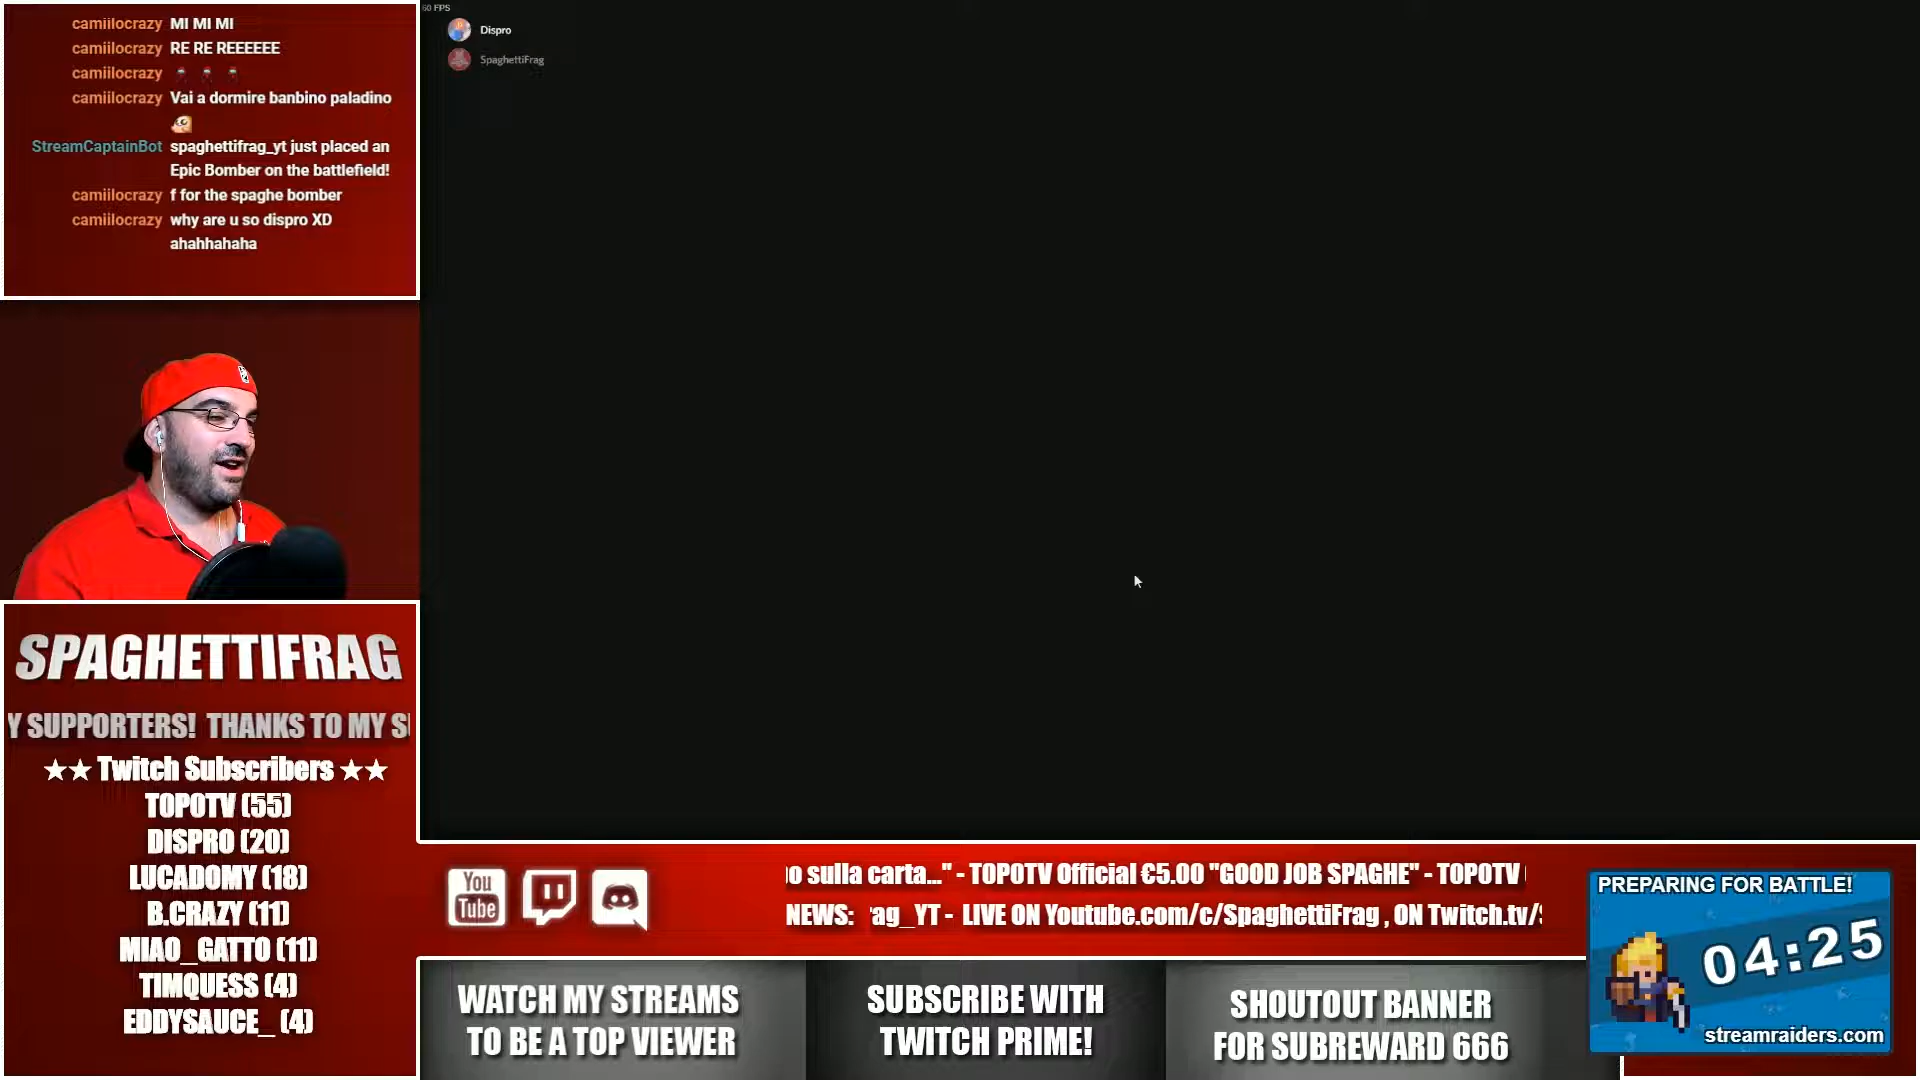 camiilocrazy MI MI MI
camiilocrazy RE RE REEEEEE
camiilocrazy
camiilocrazy Vai a dormire banbino paladino
StreamCaptainBot spaghettifrag_yt just placed an
Epic Bomber on the battlefield!
camiilocrazy f for the spaghe bomber
camiilocrazy why are u so dispro XD
ahahhahaha
60 FPS
Dispro
SpaghettiFrag
SPAGHETTIFRAG
Y SUPPORTERS! THANKS TO MY
★★ Twitch Subscribers ★★
TOPOTV (55)
DISPRO (20)
LUCADOMY (18)
B.CRAZY (11)
MIAO_GATTO (11)
TIMQUESS (4)
EDDYSAUCE_ (4)
You
Tube
sulla carta..." - TOPOTV Official €5.00 "GOOD JOB SPAGHE" - TOPOTV
NEWS: ag_YT - LIVE ON Youtube.com/c/SpaghettiFrag , ON Twitch.tv/
WATCH MY STREAMS
TO BE A TOP VIEWER
SUBSCRIBE WITH
TWITCH PRIME!
SHOUTOUT BANNER
FOR SUBREWARD 666
PREPARING FOR BATTLE!
04:25
streamraiders.com